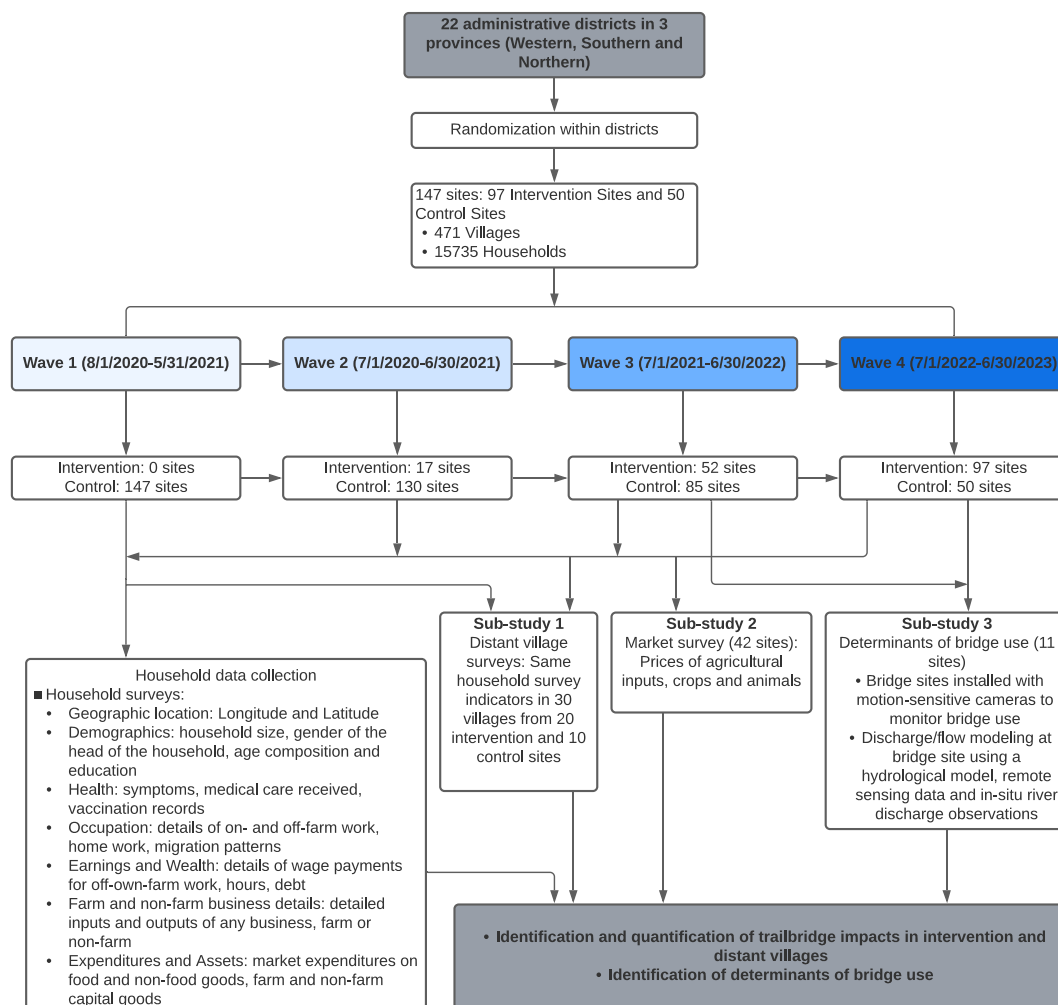 22 administrative districts in 3
provinces (Western, Southern and
Northern)
Randomization within districts
147 sites: 97 Intervention Sites and 50
Control Sites
• 471 Villages
• 15735 Households
Wave 1 (8/1/2020-5/31/2021)
Wave 2 (7/1/2020-6/30/2021)
Wave 3 (7/1/2021-6/30/2022)
Wave 4 (7/1/2022-6/30/2023)
Intervention: 0 sites
Control: 147 sites
Intervention: 17 sites
Control: 130 sites
Intervention: 52 sites
Control: 85 sites
Intervention: 97 sites
Control: 50 sites
Household data collection
■ Household surveys:
• Geographic location: Longitude and Latitude
• Demographics: household size, gender of the
head of the household, age composition and
education
• Health: symptoms, medical care received,
vaccination records
• Occupation: details of on- and off-farm work,
home work, migration patterns
• Earnings and Wealth: details of wage payments
for off-own-farm work, hours, debt
• Farm and non-farm business details: detailed
inputs and outputs of any business, farm or
non-farm
• Expenditures and Assets: market expenditures on
food and non-food goods, farm and non-farm
capital goods
Sub-study 1
Distant village
surveys: Same
household survey
indicators in 30
villages from 20
intervention and 10
control sites
Sub-study 2
Market survey (42 sites):
Prices of agricultural
inputs, crops and animals
Sub-study 3
Determinants of bridge use (11
sites)
• Bridge sites installed with
motion-sensitive cameras to
monitor bridge use
• Discharge/flow modeling at
bridge site using a
hydrological model, remote
sensing data and in-situ river
discharge observations
• Identification and quantification of trailbridge impacts in intervention and
distant villages
• Identification of determinants of bridge use